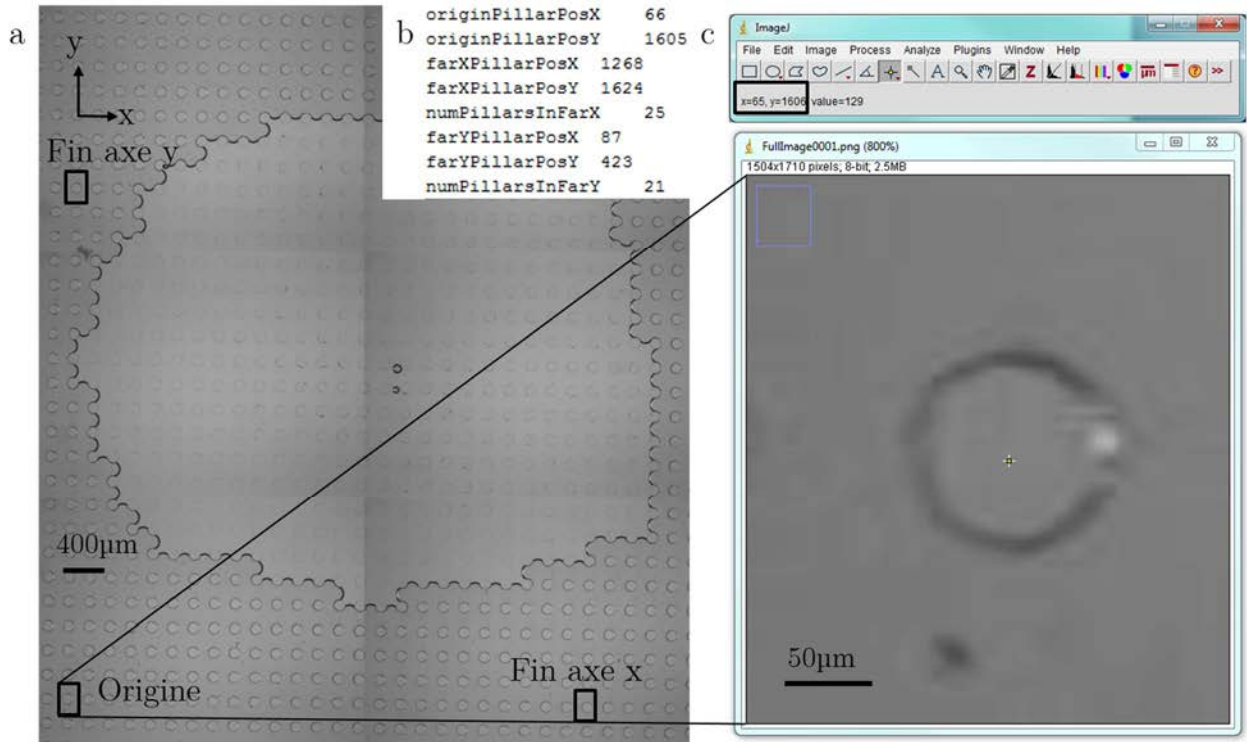 a
y
x
Fin axe y
400µm
Origine
Fin axe x
b
originPillarPosX 66
originPillarPosY 1605
farXPillarPosX 1268
farXPillarPosY 1624
numPillarsInFarX 25
farYPillarPosX 87
farYPillarPosY 423
numPillarsInFarY 21
c
ImageJ
File Edit Image Process Analyze Plugins Window Help
A Z µm ? >>
x=65, y=1606, value=129
FullImage0001.png (800%)
1504x1710 pixels; 8-bit; 2.5MB
50µm